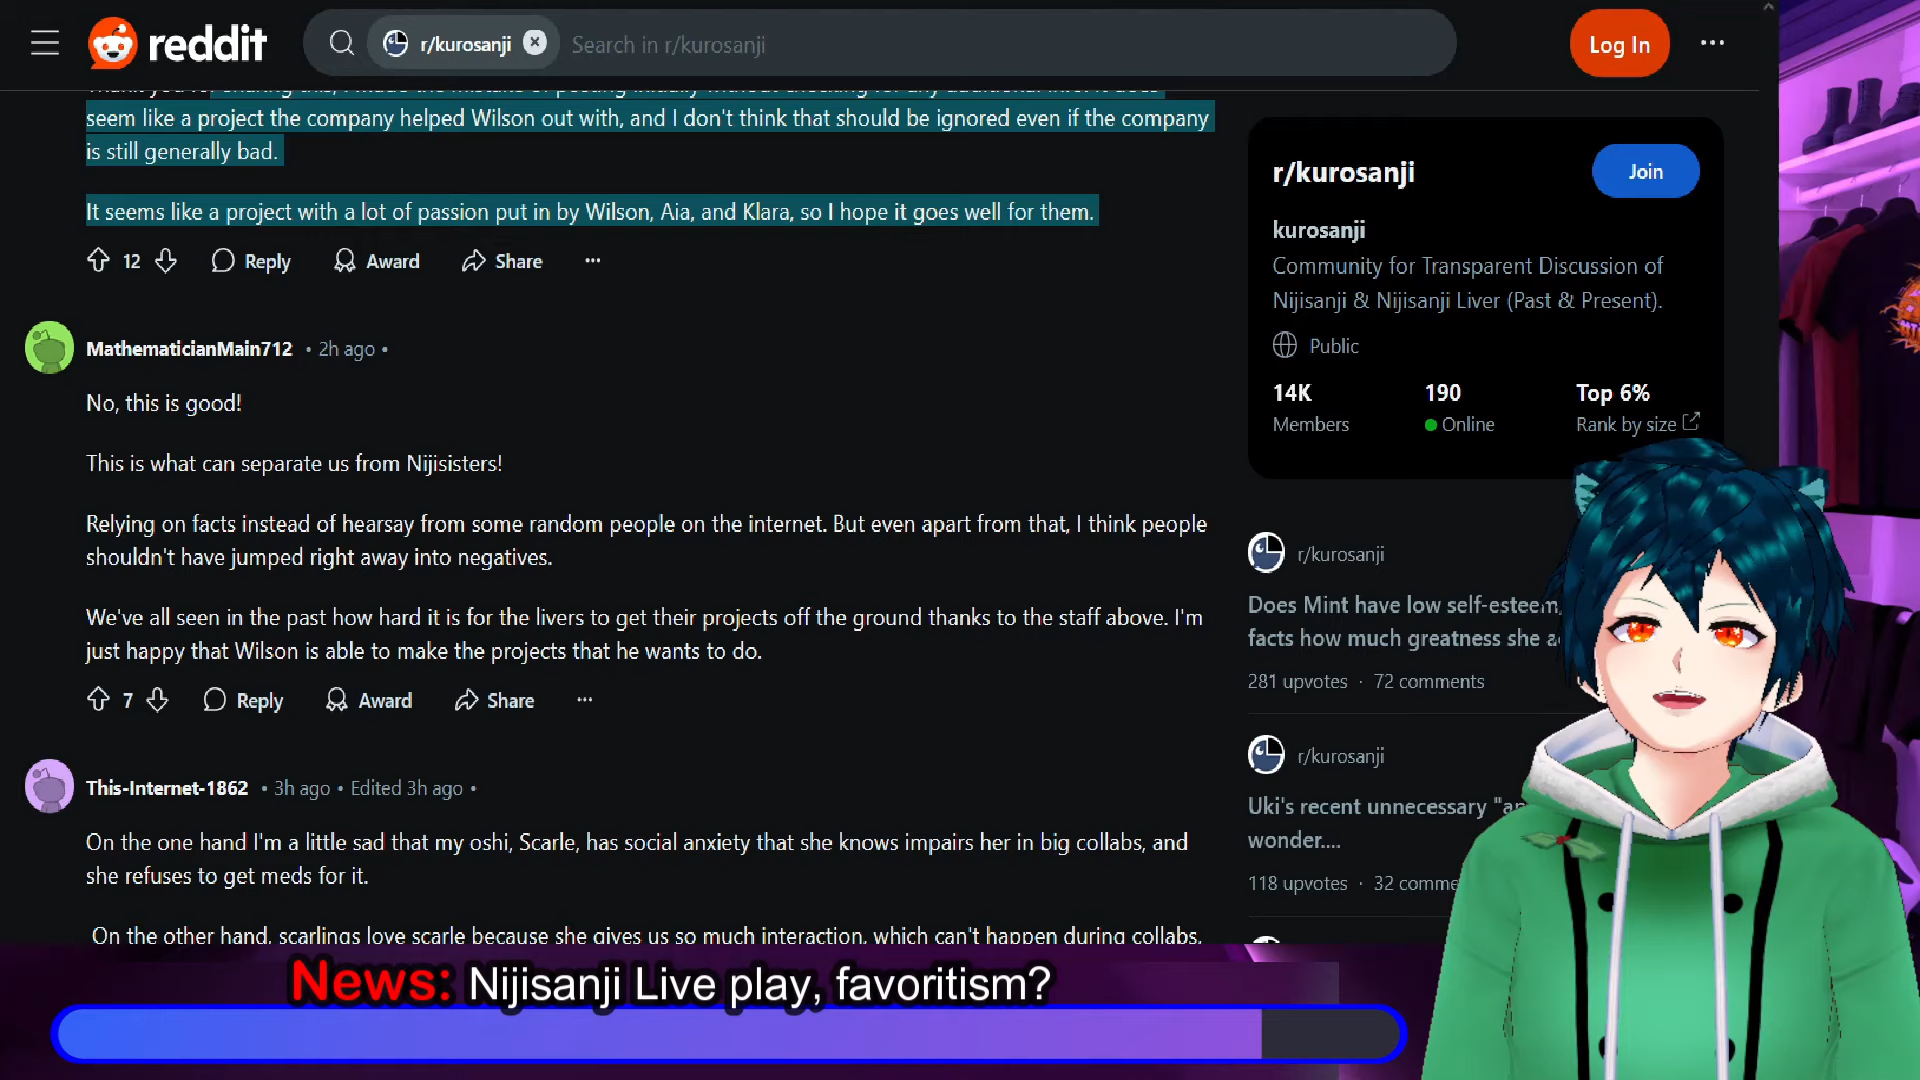 reddit
r/kurosanji
Search in r/kurosanji
Log In
seem like a project the company helped Wilson out with, and I don't think that should be ignored even if the company
is still generally bad.
It seems like a project with a lot of passion put in by Wilson, Aia, and Klara, so I hope it goes well for them.
12
Reply
Award
Share
MathematicianMain712 • 2h ago •
No, this is good!
This is what can separate us from Nijisisters!
Relying on facts instead of hearsay from some random people on the internet. But even apart from that, I think people
shouldn't have jumped right away into negatives.
We've all seen in the past how hard it is for the livers to get their projects off the ground thanks to the staff above. I'm
just happy that Wilson is able to make the projects that he wants to do.
7
Reply
Award
Share
This-Internet-1862 • 3h ago • Edited 3h ago •
On the one hand I'm a little sad that my oshi, Scarle, has social anxiety that she knows impairs her in big collabs, and
she refuses to get meds for it.
On the other hand, scarlings love scarle because she gives us so much interaction, which can't happen during collabs,
r/kurosanji
Join
kurosanji
Community for Transparent Discussion of
Nijisanji & Nijisanji Liver (Past & Present).
Public
14K
190
Top 6%
Members
Online
Rank by size
r/kurosanji
Does Mint have low self-esteem,
facts how much greatness she
281 upvotes · 72 comments
r/kurosanji
Uki's recent unnecessary
wonder....
118 upvotes · 32 comme
News: Nijisanji Live play, favoritism?